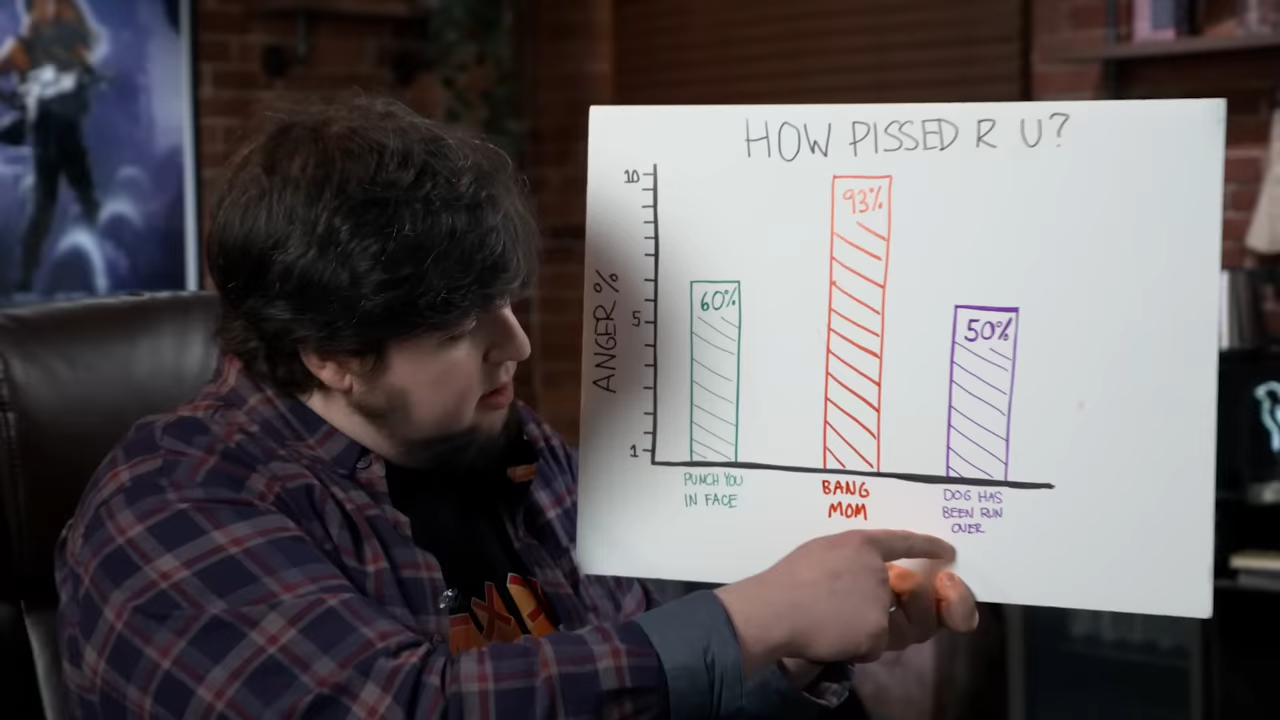 HOW PISSED R U?
ANGER %
10
5
1
60%
93%
50%
PUNCH YOU
IN FACE
BANG
MOM
DOG HAS
BEEN RUN
OVER